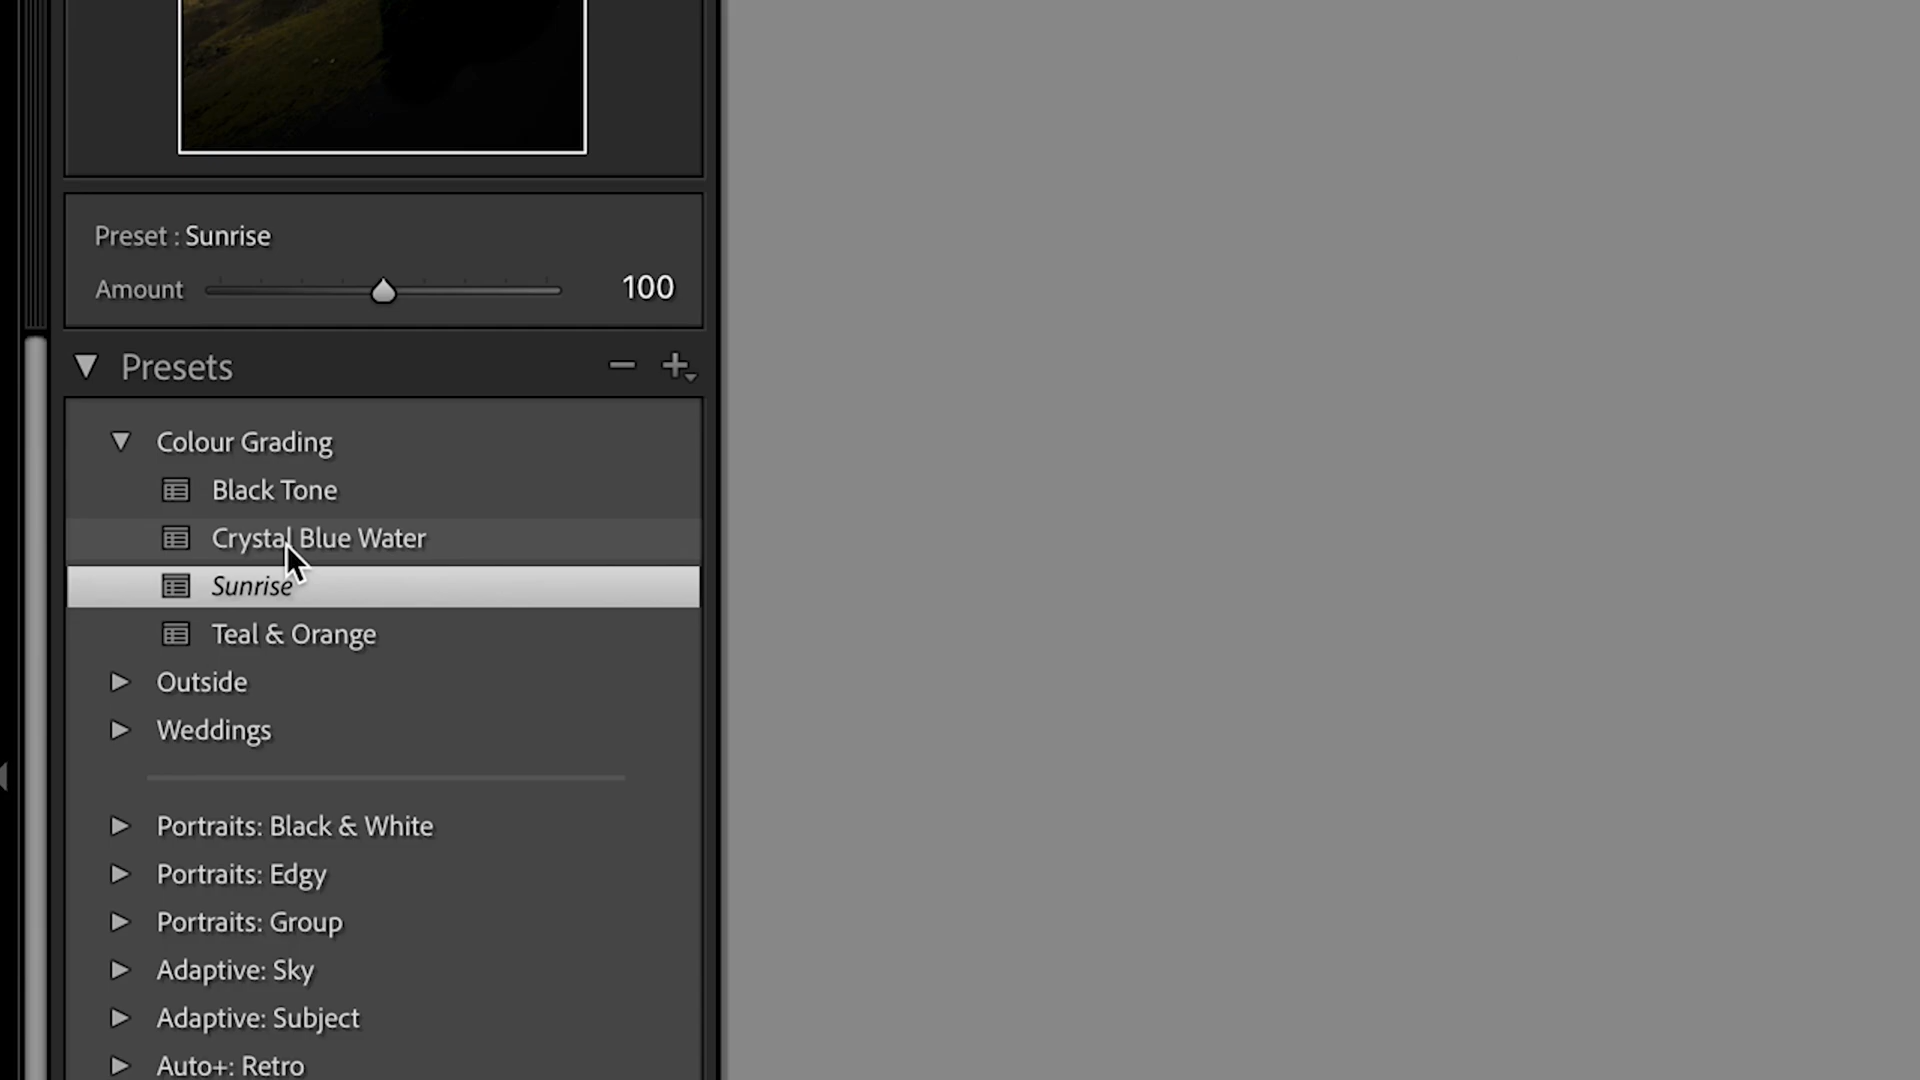 Preset : Sunrise
Amount 100
Presets
Colour Grading
Black Tone
Crystal Blue Water
Sunrise
Teal & Orange
Outside
Weddings
Portraits: Black & White
Portraits: Edgy
Portraits: Group
Adaptive: Sky
Adaptive: Subject
Auto+: Retro